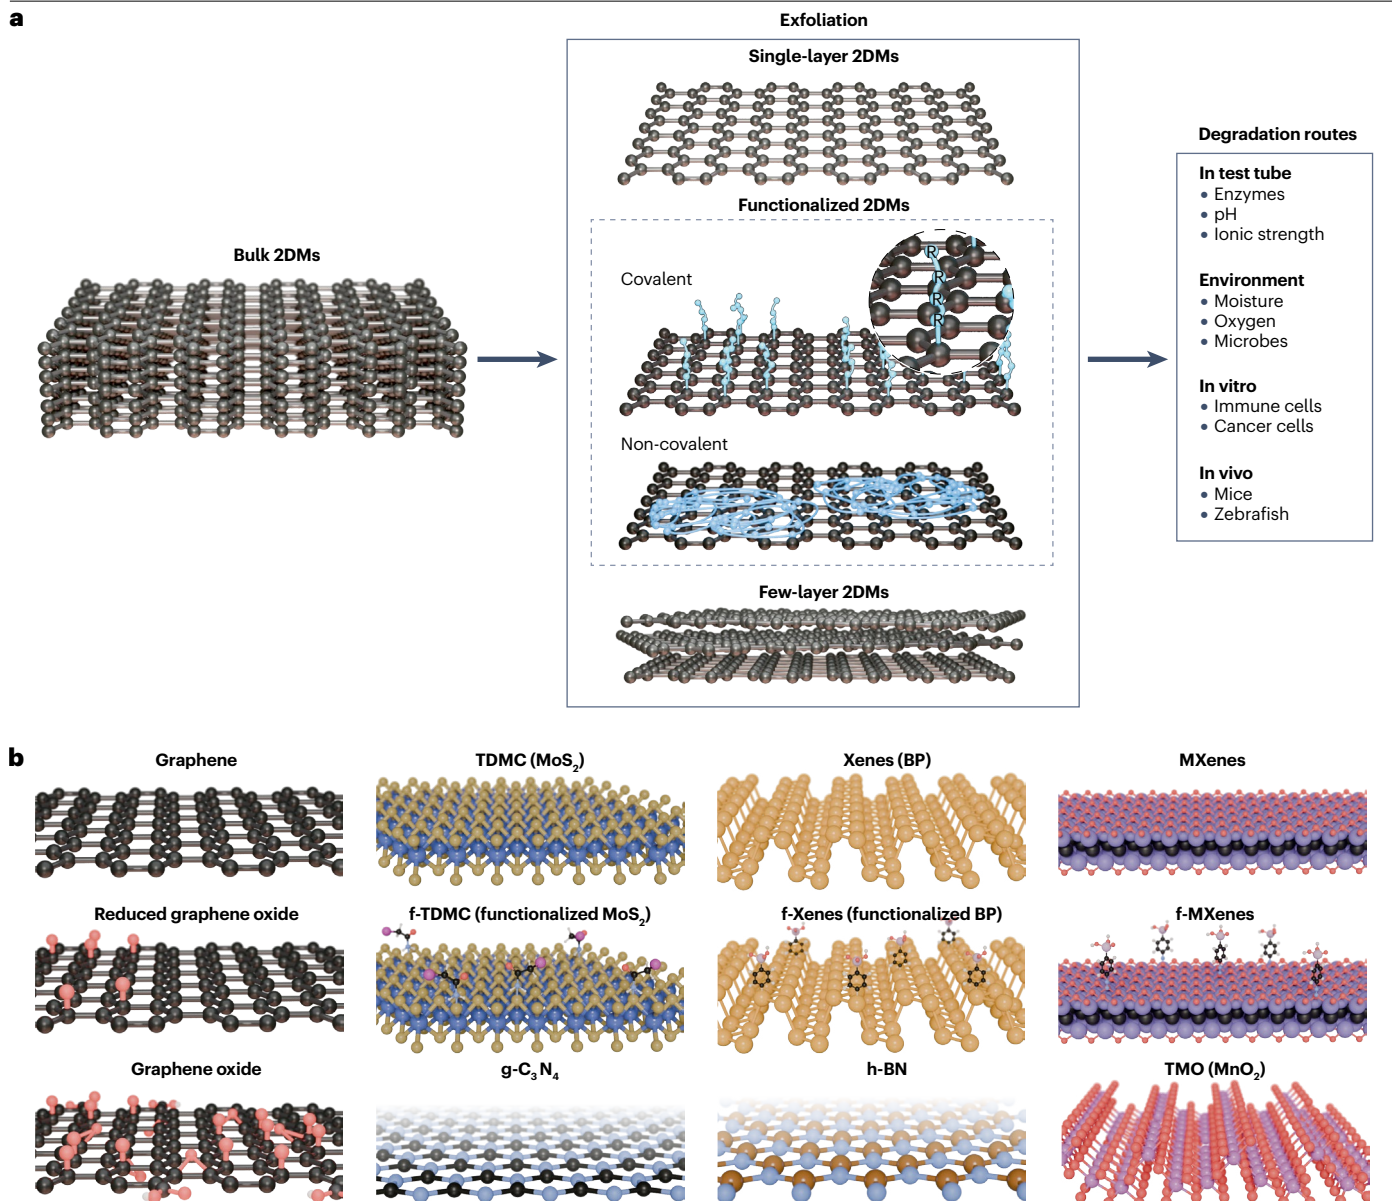 a
Exfoliation
Single-layer 2DMs
Degradation routes
In test tube
• Enzymes
• pH
• Ionic strength
Functionalized 2DMs
Bulk 2DMs
Covalent
R
R
R
R
Environment
• Moisture
• Oxygen
• Microbes
In vitro
• Immune cells
• Cancer cells
Non-covalent
In vivo
• Mice
• Zebrafish
Few-layer 2DMs
b
Graphene
TDMC (MoS₂)
Xenes (BP)
MXenes
Reduced graphene oxide
f-TDMC (functionalized MoS₂)
f-Xenes (functionalized BP)
f-MXenes
Graphene oxide
g-C₃N₄
h-BN
TMO (MnO₂)